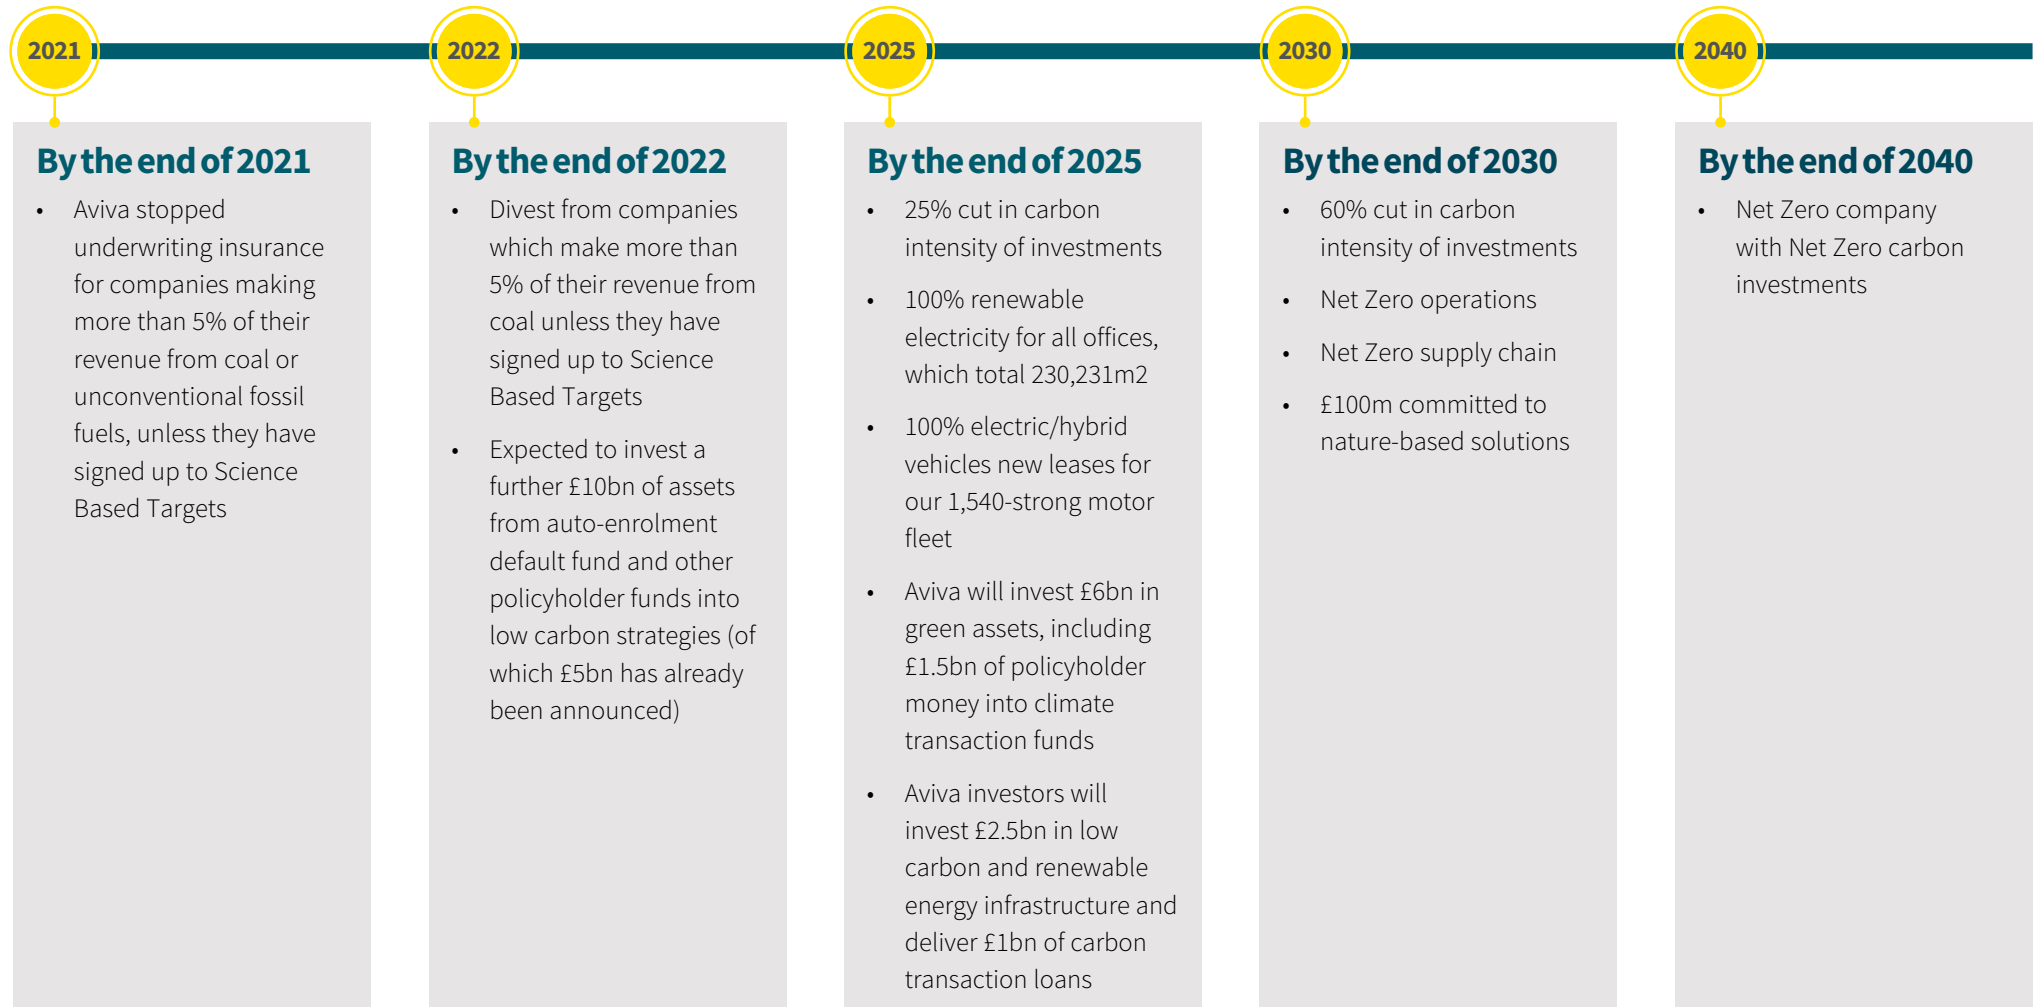 2021
2022
2025
2030
2040
By the end of 2021
• Aviva stopped
underwriting insurance
for companies making
more than 5% of their
revenue from coal or
unconventional fossil
fuels, unless they have
signed up to Science
Based Targets
By the end of 2022
• Divest from companies
which make more than
5% of their revenue from
coal unless they have
signed up to Science
Based Targets
• Expected to invest a
further £10bn of assets
from auto-enrolment
default fund and other
policyholder funds into
low carbon strategies (of
which £5bn has already
been announced)
By the end of 2025
• 25% cut in carbon
intensity of investments
• 100% renewable
electricity for all offices,
which total 230,231m2
• 100% electric/hybrid
vehicles new leases for
our 1,540-strong motor
fleet
• Aviva will invest £6bn in
green assets, including
£1.5bn of policyholder
money into climate
transaction funds
• Aviva investors will
invest £2.5bn in low
carbon and renewable
energy infrastructure and
deliver £1bn of carbon
transaction loans
By the end of 2030
• 60% cut in carbon
intensity of investments
• Net Zero operations
• Net Zero supply chain
• £100m committed to
nature-based solutions
By the end of 2040
• Net Zero company
with Net Zero carbon
investments